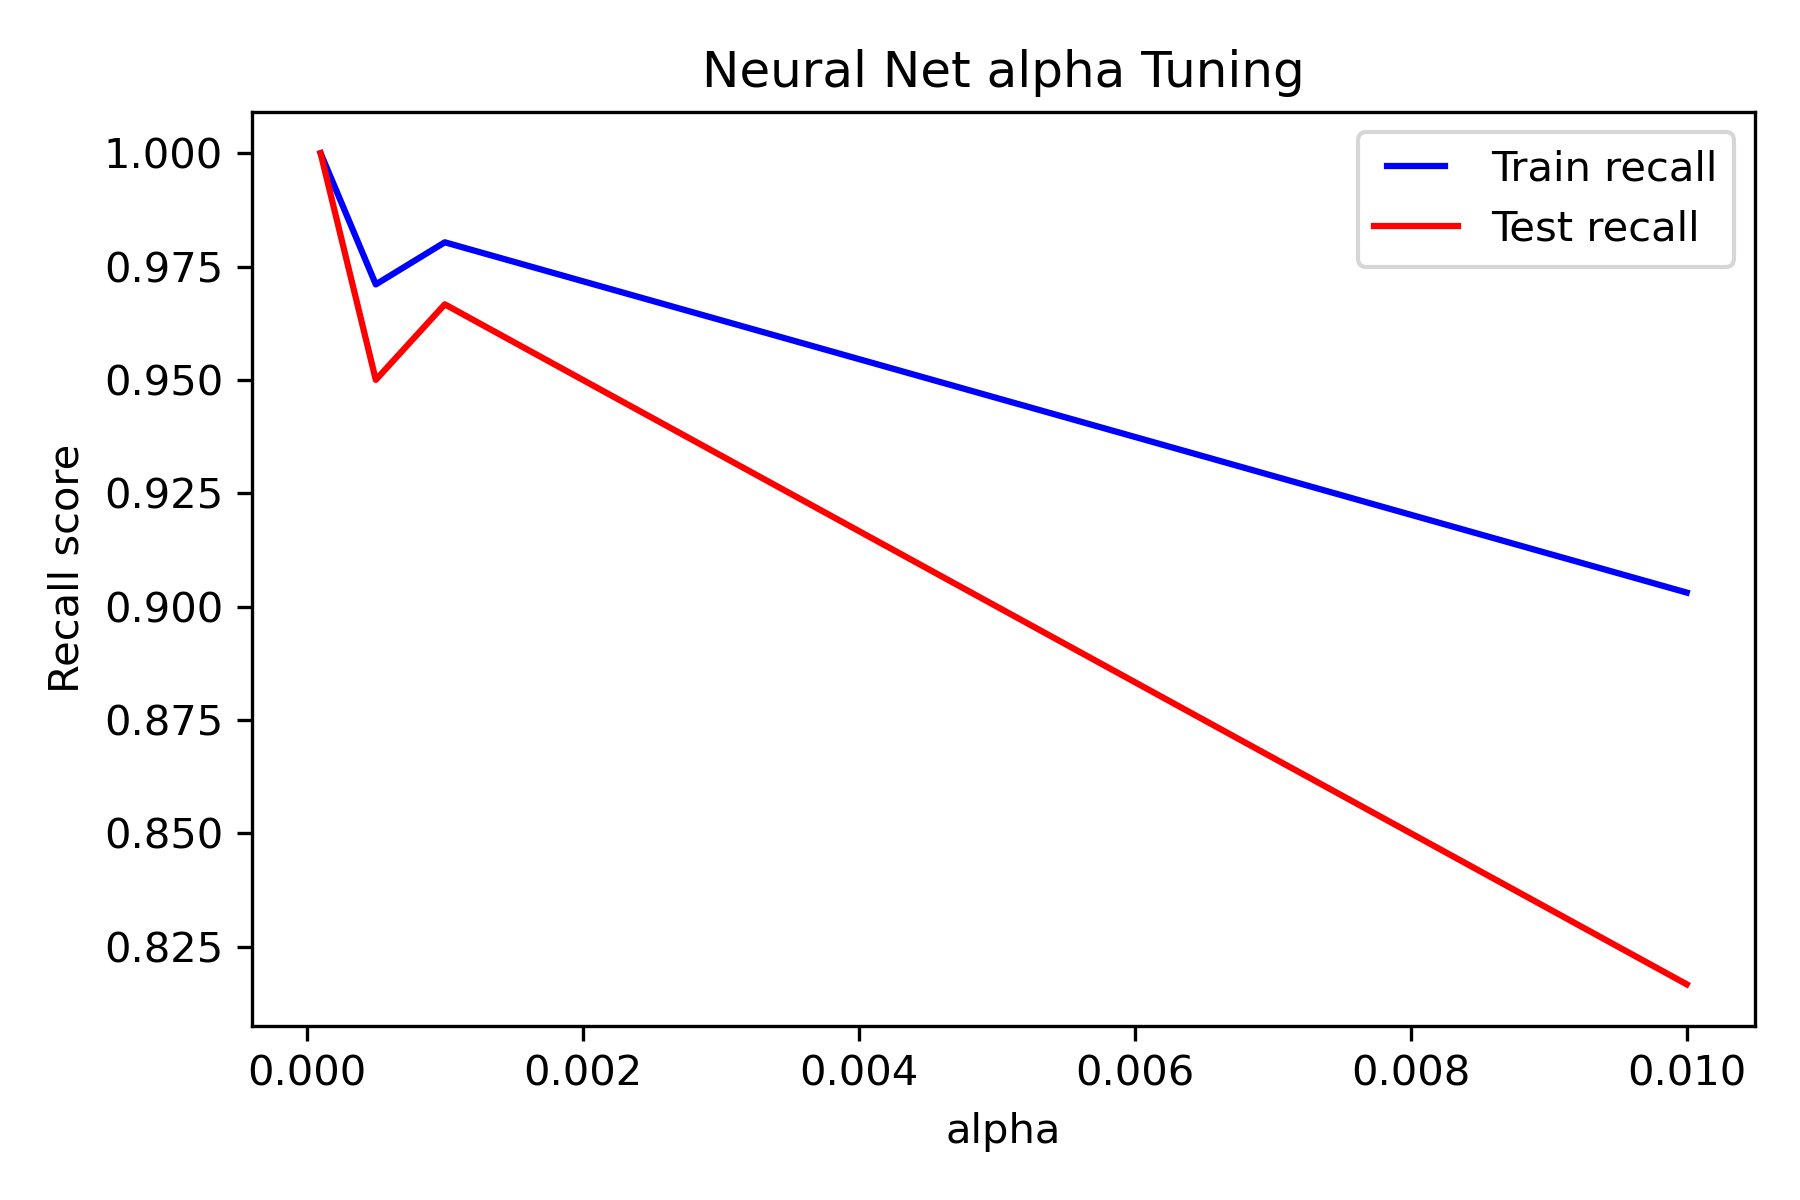 Neural Net alpha Tuning
Train recall
Test recall
1.000
0.975
0.950
0.925
0.900
0.875
0.850
0.825
Recall score
0.000 0.002 0.004 0.006 0.008 0.010
alpha